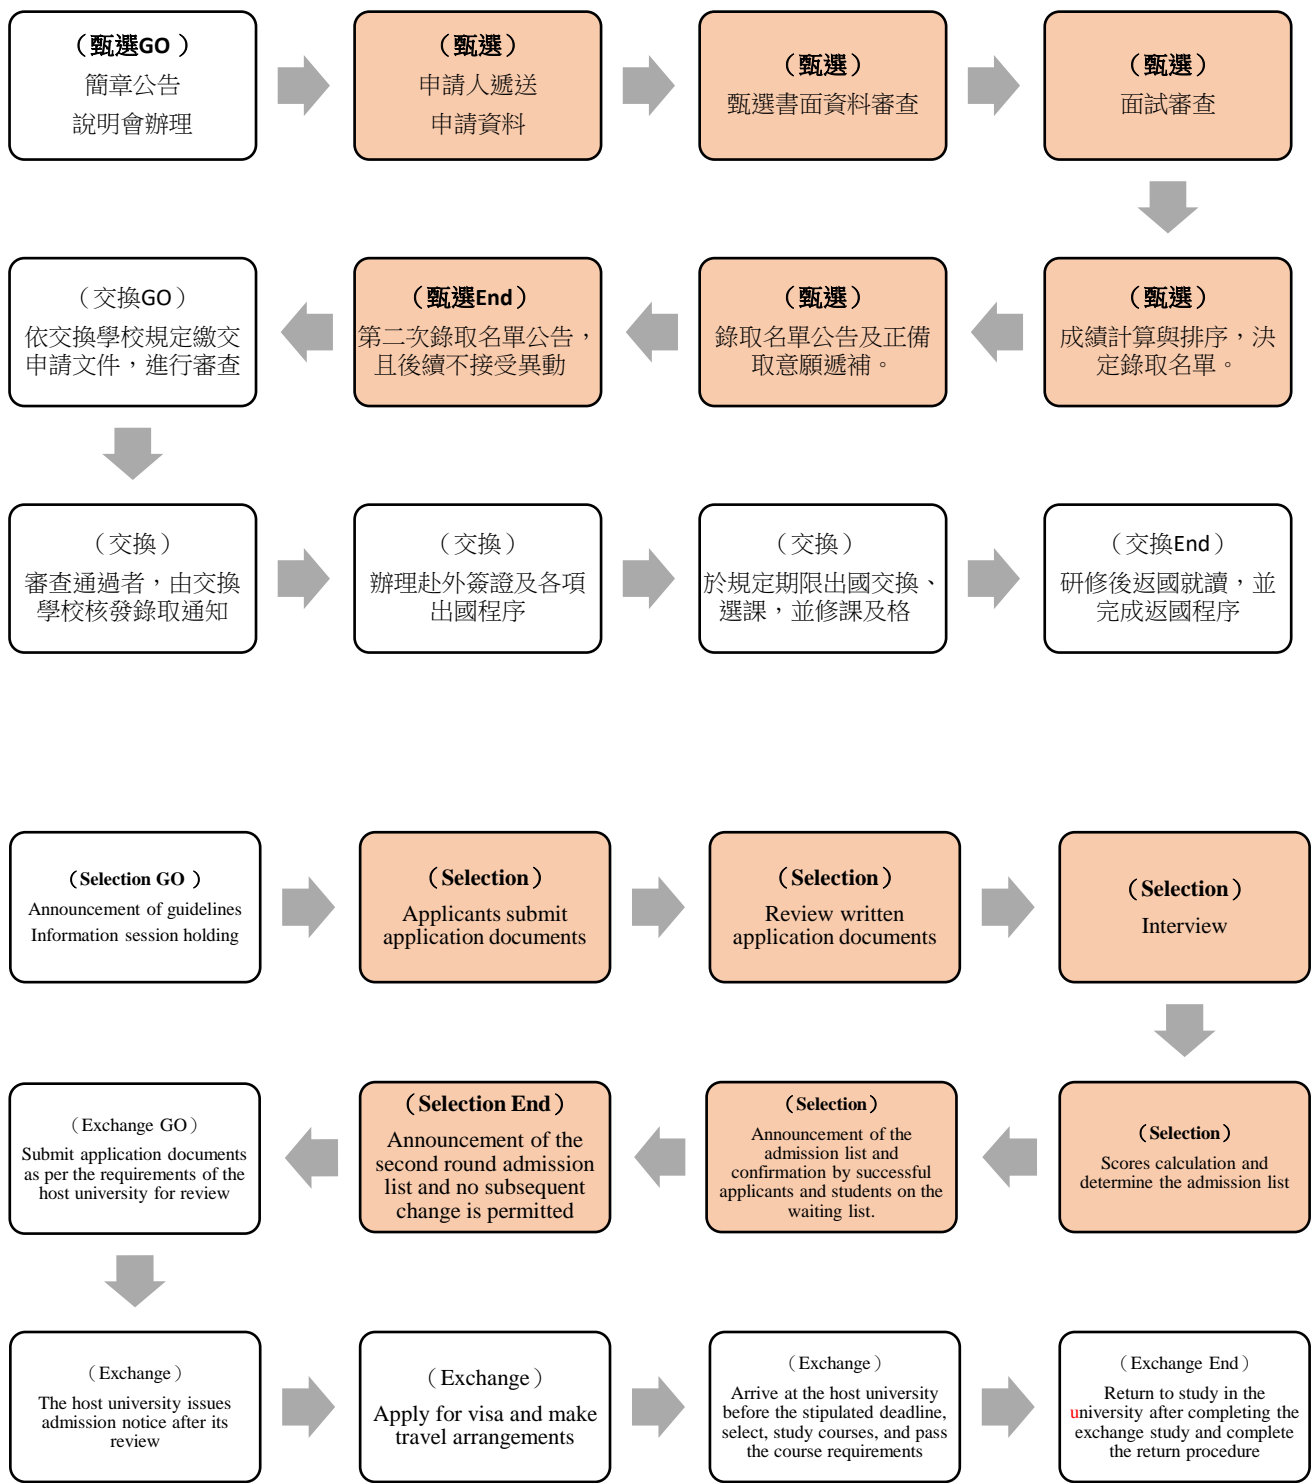 （甄選GO ）
簡章公告
說明會辦理
（甄選）
申請人遞送
申請資料
（甄選）
甄選書面資料審查
（甄選）
面試審查
（甄選）
成績計算與排序，決
定錄取名單。
（甄選）
錄取名單公告及正備
取意願遞補。
（甄選End）
第二次錄取名單公告，
且後續不接受異動
（交換GO）
依交換學校規定繳交
申請文件，進行審查
（交換）
審查通過者，由交換
學校核發錄取通知
（交換）
辦理赴外簽證及各項
出國程序
（交換）
於規定期限出國交換、
選課，並修課及格
（交換End）
研修後返國就讀，並
完成返國程序
（Selection GO ）
Announcement of guidelines
Information session holding
（Selection）
Applicants submit
application documents
（Selection）
Review written
application documents
（Selection）
Interview
（Selection）
Scores calculation and
determine the admission list
（Selection）
Announcement of the
admission list and
confirmation by successful
applicants and students on the
waiting list.
（Selection End）
Announcement of the
second round admission
list and no subsequent
change is permitted
（Exchange GO）
Submit application documents
as per the requirements of the
host university for review
（Exchange）
The host university issues
admission notice after its
review
（Exchange）
Apply for visa and make
travel arrangements
（Exchange）
Arrive at the host university
before the stipulated deadline,
select, study courses, and pass
the course requirements
（Exchange End）
Return to study in the
university after completing the
exchange study and complete
the return procedure